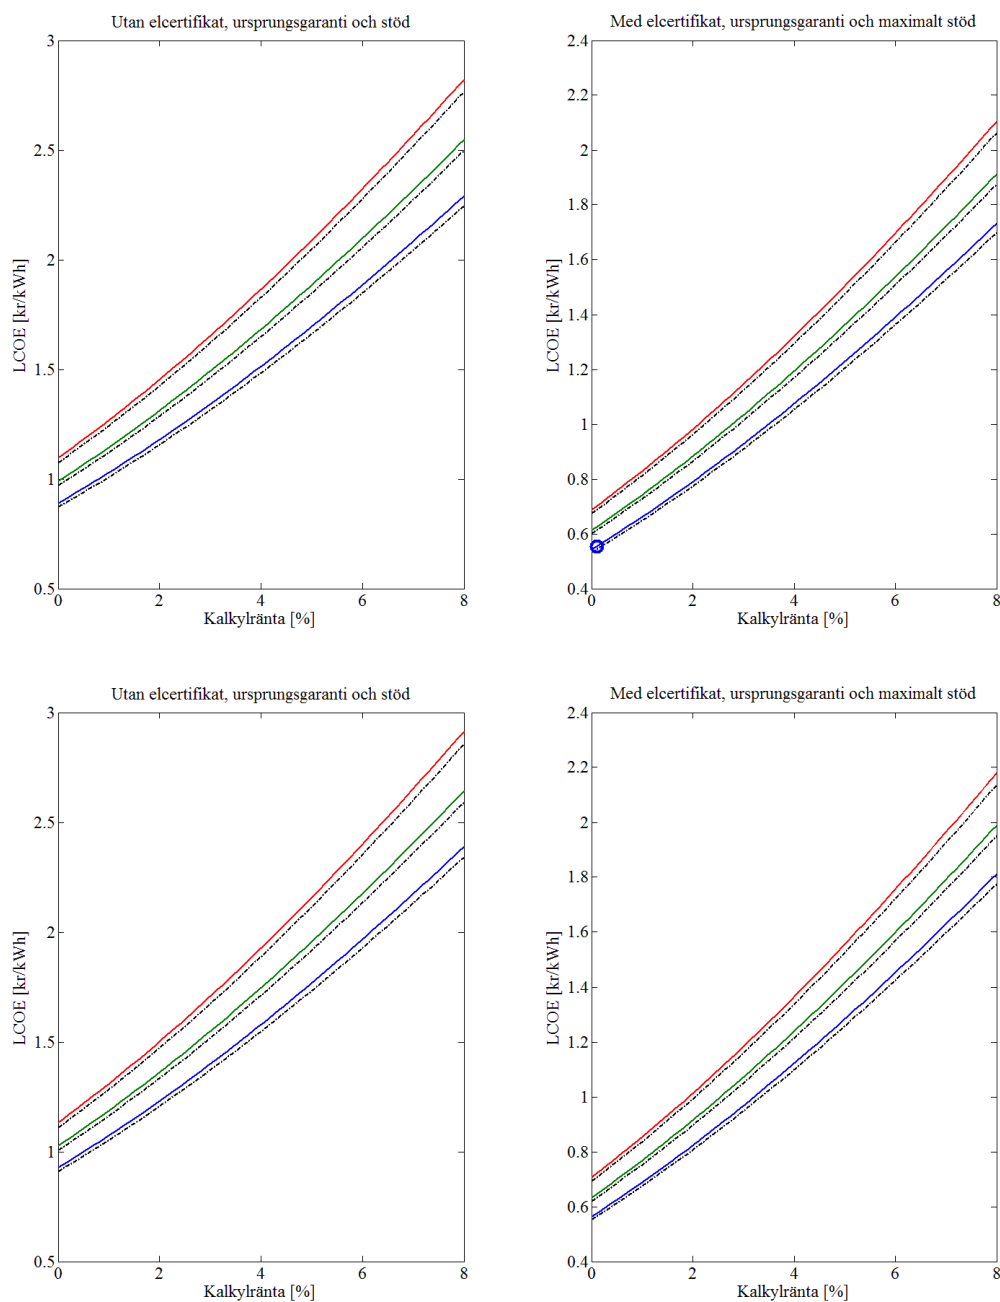 Utan elcertifikat, ursprungsgaranti och stöd
3
2.5
2
1.5
1
0.5
LCOE [kr/kWh]
0 2 4 6 8
Kalkylränta [%]
Med elcertifikat, ursprungsgaranti och maximalt stöd
2.4
2.2
2
1.8
1.6
1.4
1.2
1
0.8
0.6
0.4
LCOE [kr/kWh]
0 2 4 6 8
Kalkylränta [%]
Utan elcertifikat, ursprungsgaranti och stöd
3
2.5
2
1.5
1
0.5
LCOE [kr/kWh]
0 2 4 6 8
Kalkylränta [%]
Med elcertifikat, ursprungsgaranti och maximalt stöd
2.4
2.2
2
1.8
1.6
1.4
1.2
1
0.8
0.6
0.4
LCOE [kr/kWh]
0 2 4 6 8
Kalkylränta [%]